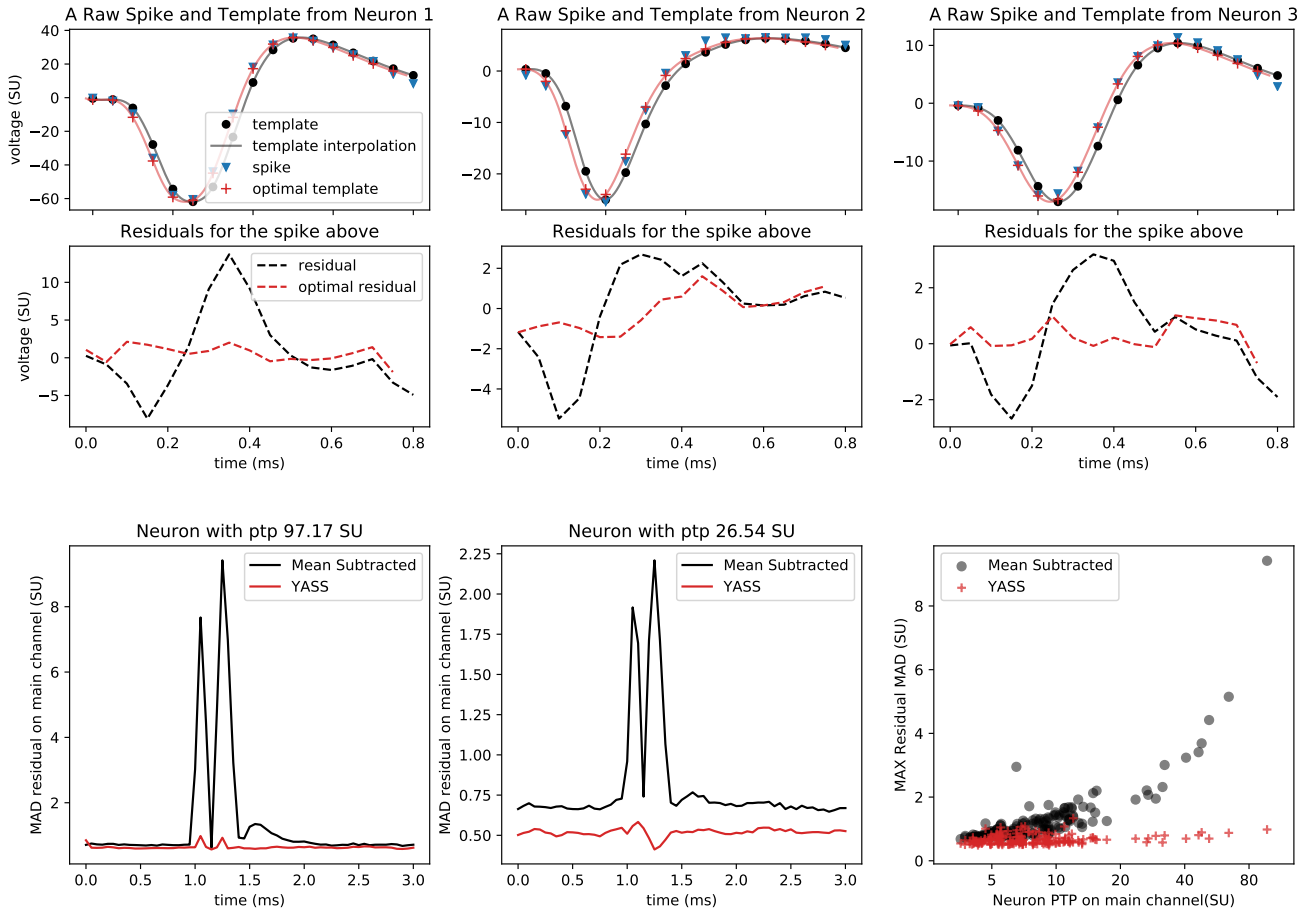 A Raw Spike and Template from Neuron 1
A Raw Spike and Template from Neuron 2
A Raw Spike and Template from Neuron 3
voltage (SU)
40
20
0
−20
−40
−60
template
template interpolation
spike
optimal template
0
−10
−20
10
0
−10
Residuals for the spike above
Residuals for the spike above
Residuals for the spike above
voltage (SU)
10
5
0
−5
residual
optimal residual
0.0
0.2
0.4
0.6
0.8
time (ms)
2
0
−2
−4
0.0
0.2
0.4
0.6
0.8
time (ms)
2
0
−2
0.0
0.2
0.4
0.6
0.8
time (ms)
Neuron with ptp 97.17 SU
MAD residual on main channel (SU)
8
6
4
2
Mean Subtracted
YASS
0.0
0.5
1.0
1.5
2.0
2.5
3.0
time (ms)
Neuron with ptp 26.54 SU
MAD residual on main channel (SU)
2.25
2.00
1.75
1.50
1.25
1.00
0.75
0.50
Mean Subtracted
YASS
0.0
0.5
1.0
1.5
2.0
2.5
3.0
time (ms)
MAX Residual MAD (SU)
8
6
4
2
0
Mean Subtracted
YASS
5
10
20
40
80
Neuron PTP on main channel(SU)